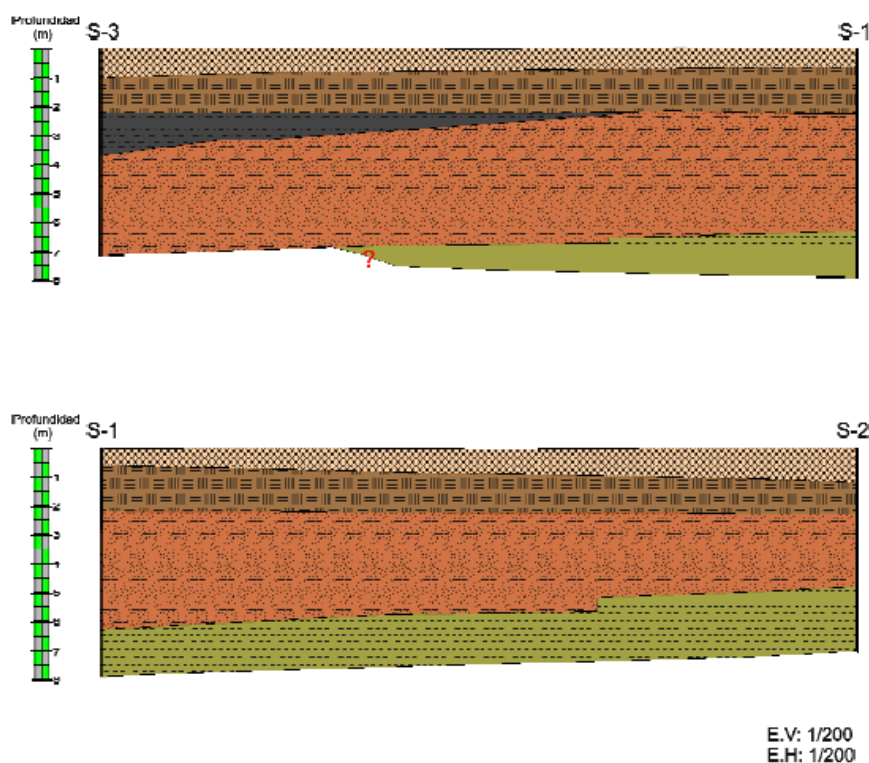 Profundidad
(m)
S-3
S-1
1
2
3
4
5
6
7
8
?
Profundidad
(m)
S-1
S-2
1
2
3
4
5
6
7
8
E.V: 1/200
E.H: 1/200